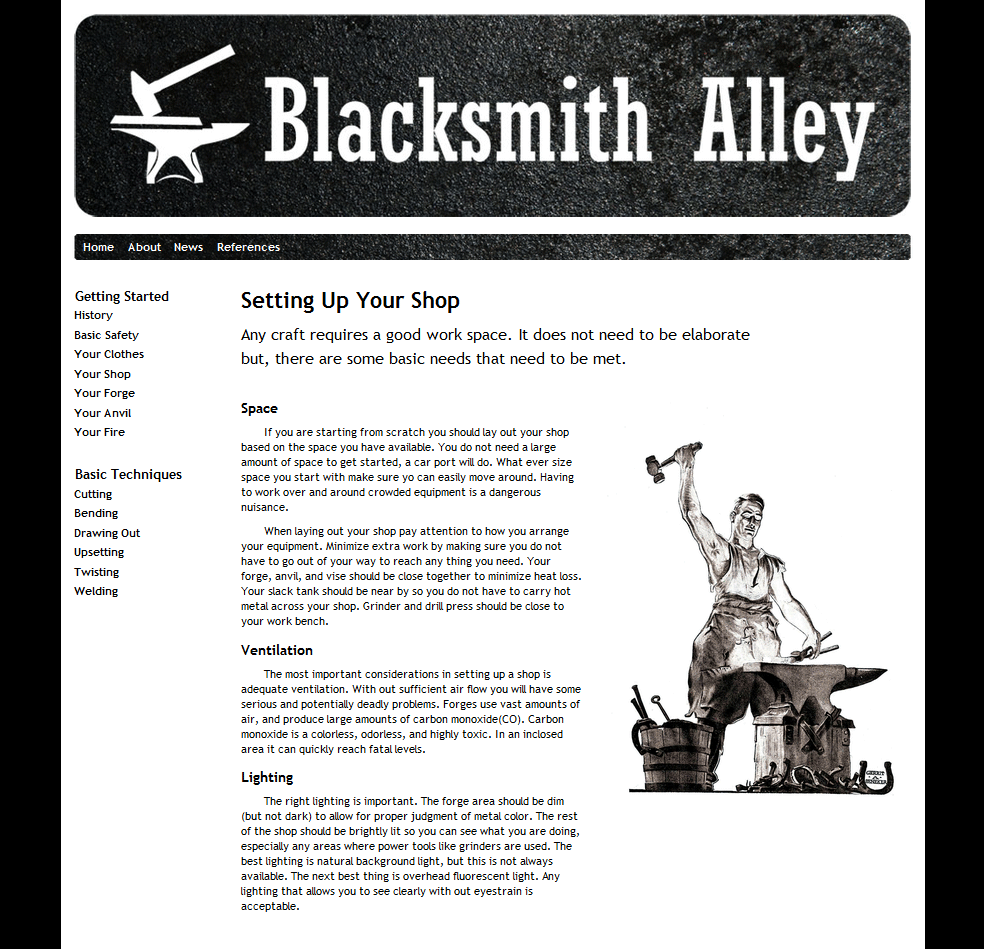 Blacksmith Alley
Home About News References
Getting Started
History
Basic Safety
Your Clothes
Your Shop
Your Forge
Your Anvil
Your Fire
Basic Techniques
Cutting
Bending
Drawing Out
Upsetting
Twisting
Welding
Setting Up Your Shop
Any craft requires a good work space. It does not need to be elaborate
but, there are some basic needs that need to be met.
Space
If you are starting from scratch you should lay out your shop
based on the space you have available. You do not need a large
amount of space to get started, a car port will do. What ever size
space you start with make sure yo can easily move around. Having
to work over and around crowded equipment is a dangerous
nuisance.
When laying out your shop pay attention to how you arrange
your equipment. Minimize extra work by making sure you do not
have to go out of your way to reach any thing you need. Your
forge, anvil, and vise should be close together to minimize heat loss.
Your slack tank should be near by so you do not have to carry hot
metal across your shop. Grinder and drill press should be close to
your work bench.
Ventilation
The most important considerations in setting up a shop is
adequate ventilation. With out sufficient air flow you will have some
serious and potentially deadly problems. Forges use vast amounts of
air, and produce large amounts of carbon monoxide(CO). Carbon
monoxide is a colorless, odorless, and highly toxic. In an inclosed
area it can quickly reach fatal levels.
Lighting
The right lighting is important. The forge area should be dim
(but not dark) to allow for proper judgment of metal color. The rest
of the shop should be brightly lit so you can see what you are doing,
especially any areas where power tools like grinders are used. The
best lighting is natural background light, but this is not always
available. The next best thing is overhead fluorescent light. Any
lighting that allows you to see clearly with out eyestrain is
acceptable.
GERRIT
A
BENEKER